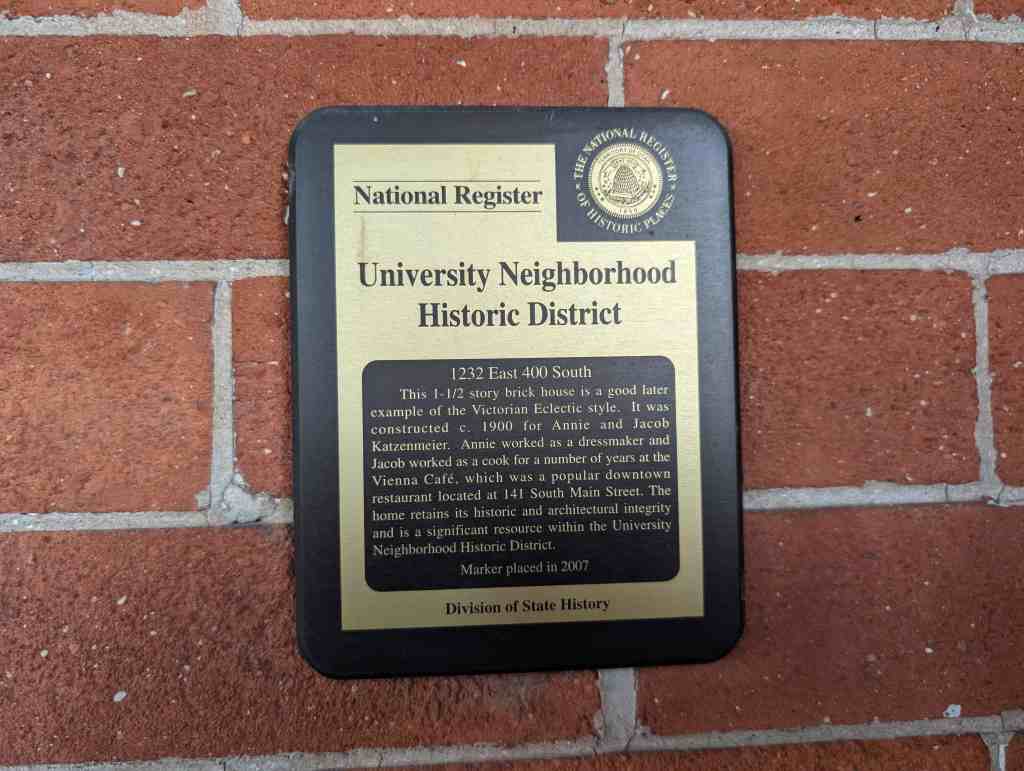 National Register
THE NATIONAL REGISTER
OF HISTORIC PLACES
University Neighborhood
Historic District
1232 East 400 South
This 1-1/2 story brick house is a good later
example of the Victorian Eclectic style. It was
constructed c. 1900 for Annie and Jacob
Katzenmeier. Annie worked as a dressmaker and
Jacob worked as a cook for a number of years at the
Vienna Café, which was a popular downtown
restaurant located at 141 South Main Street. The
home retains its historic and architectural integrity
and is a significant resource within the University
Neighborhood Historic District.
Marker placed in 2007
Division of State History